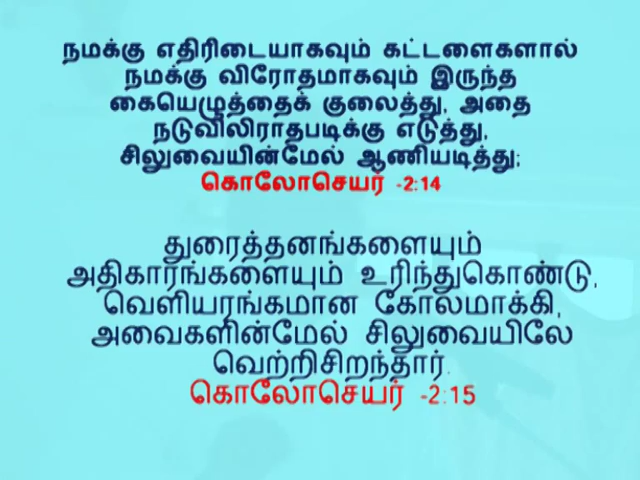 நமக்கு எதிரிடையாகவும் கட்டளைகளால்
நமக்கு விரோதமாகவும் இருந்த
கையெழுத்தைக் குலைத்து, அதை
நடுவிலிராதபடிக்கு எடுத்து,
சிலுவையின்மேல் ஆணியடித்து;
கொலோசெயர் -2:14
துரைத்தனங்களையும்
அதிகாரங்களையும் உரிந்துகொண்டு,
வெளியரங்கமான கோலமாக்கி,
அவைகளின்மேல் சிலுவையிலே
வெற்றிசிறந்தார்.
கொலோசெயர் -2:15